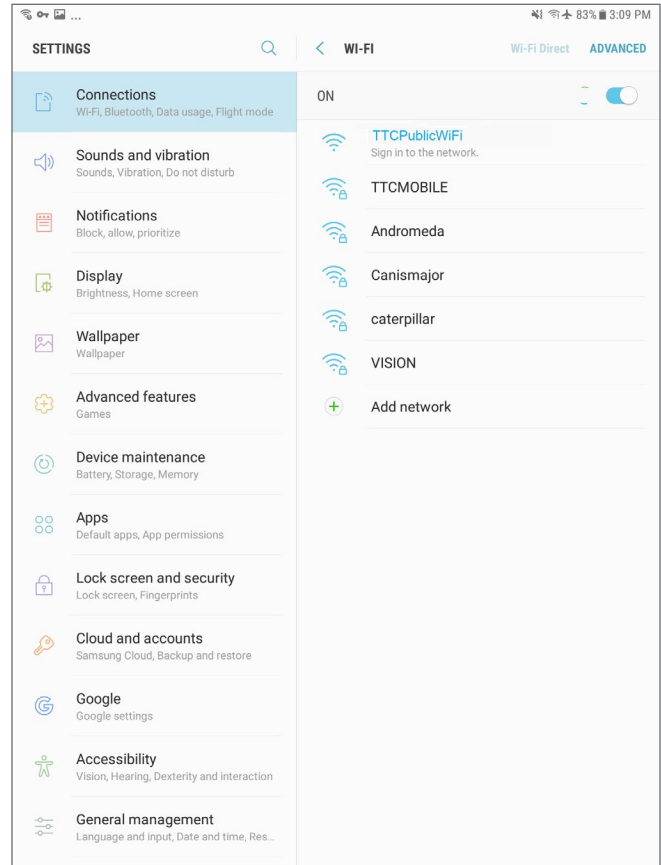 ... 83% 3:09 PM
SETTINGS
Connections
Wi-Fi, Bluetooth, Data usage, Flight mode
Sounds and vibration
Sounds, Vibration, Do not disturb
Notifications
Block, allow, prioritize
Display
Brightness, Home screen
Wallpaper
Wallpaper
Advanced features
Games
Device maintenance
Battery, Storage, Memory
Apps
Default apps, App permissions
Lock screen and security
Lock screen, Fingerprints
Cloud and accounts
Samsung Cloud, Backup and restore
Google
Google settings
Accessibility
Vision, Hearing, Dexterity and interaction
General management
Language and input, Date and time, Res...
WI-FI Wi-Fi Direct ADVANCED
ON
TTCPublicWiFi
Sign in to the network.
TTCMOBILE
Andromeda
Canismajor
caterpillar
VISION
Add network